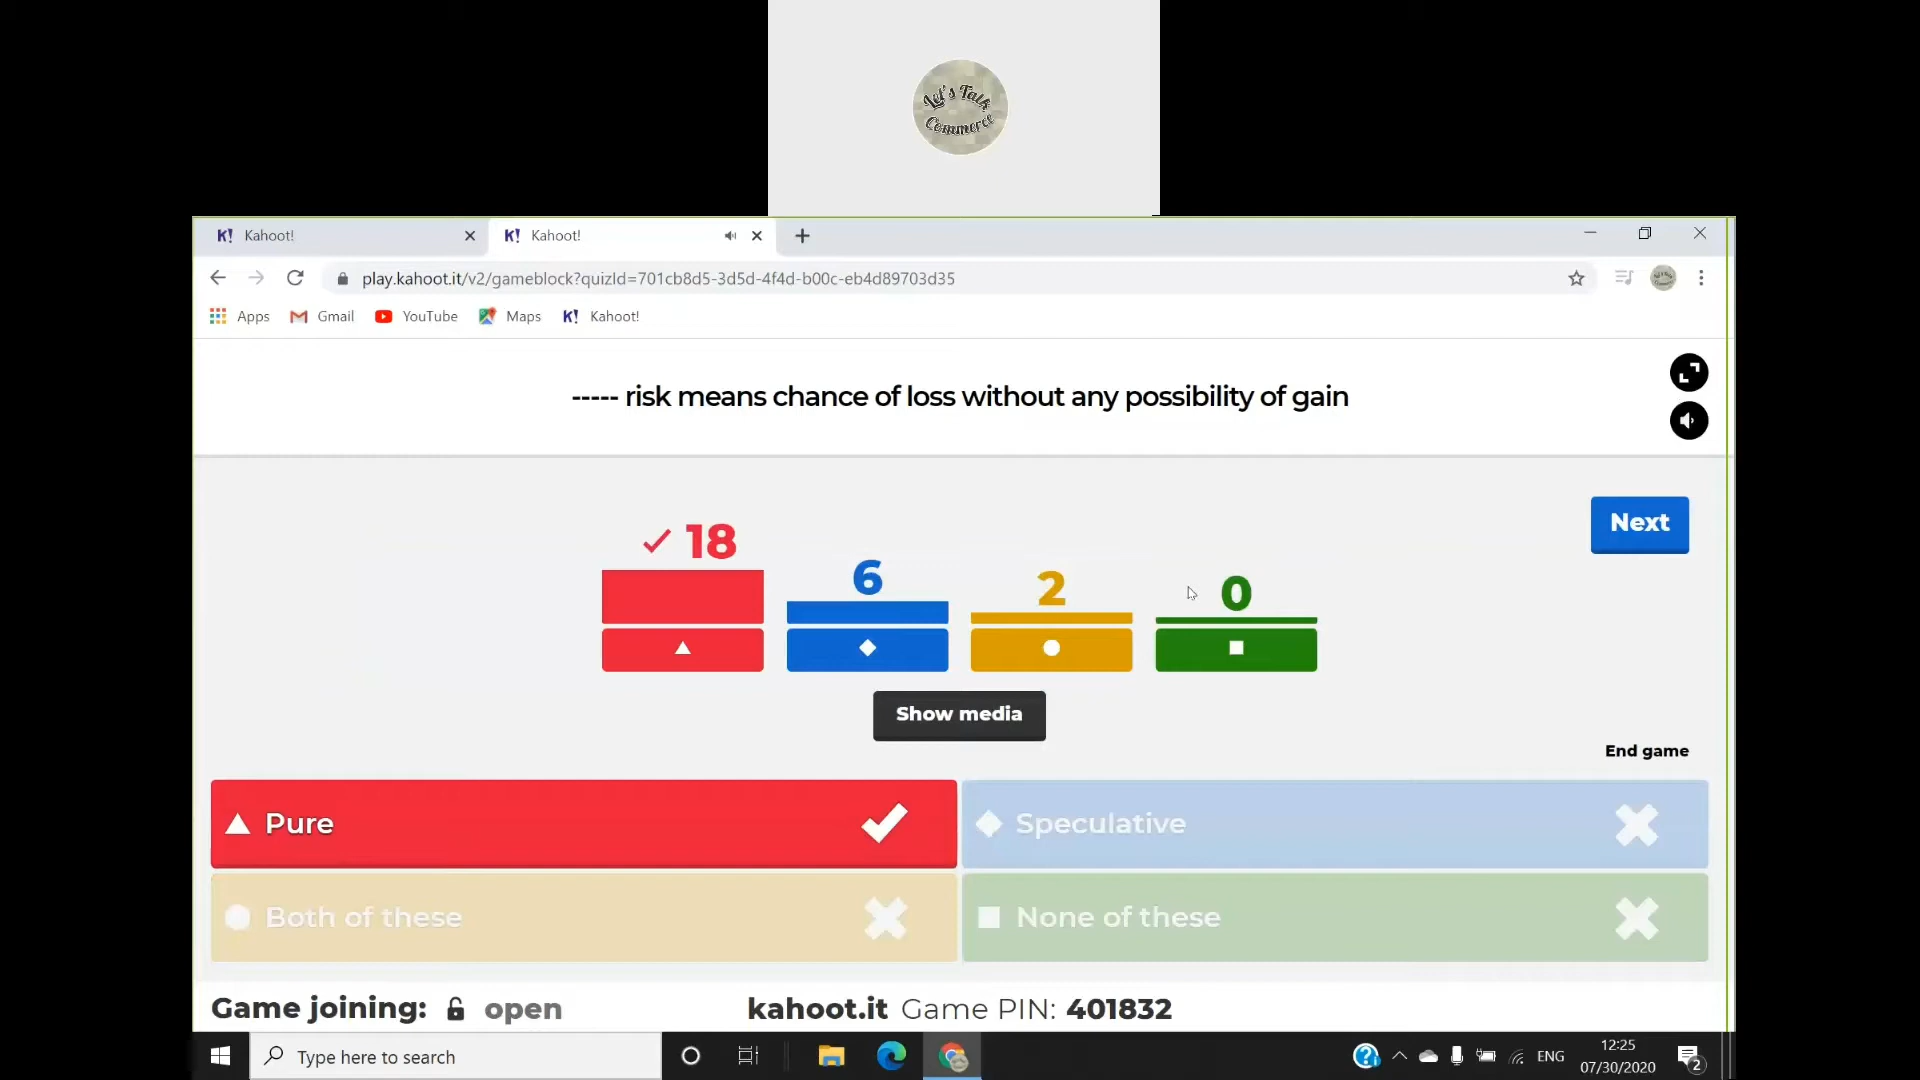 Let's Talk
Commerce
K! Kahoot!
K! Kahoot!
play.kahoot.it/v2/gameblock?quizId=701cb8d5-3d5d-4f4d-b00c-eb4d89703d35
Apps
Gmail
YouTube
Maps
K! Kahoot!
----- risk means chance of loss without any possibility of gain
Next
18
6
2
0
Show media
End game
Pure
Speculative
Both of these
None of these
Game joining: open
kahoot.it Game PIN: 401832
Type here to search
ENG
12:25
07/30/2020
2